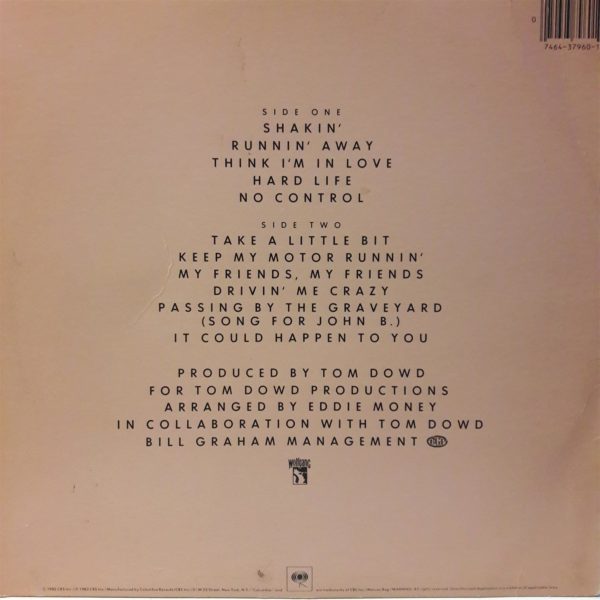 0
7464-37960-1
SIDE ONE
SHAKIN'
RUNNIN' AWAY
THINK I'M IN LOVE
HARD LIFE
NO CONTROL
SIDE TWO
TAKE A LITTLE BIT
KEEP MY MOTOR RUNNIN'
MY FRIENDS, MY FRIENDS
DRIVIN' ME CRAZY
PASSING BY THE GRAVEYARD
(SONG FOR JOHN B.)
IT COULD HAPPEN TO YOU
PRODUCED BY TOM DOWD
FOR TOM DOWD PRODUCTIONS
ARRANGED BY EDDIE MONEY
IN COLLABORATION WITH TOM DOWD
BILL GRAHAM MANAGEMENT
wolfgang